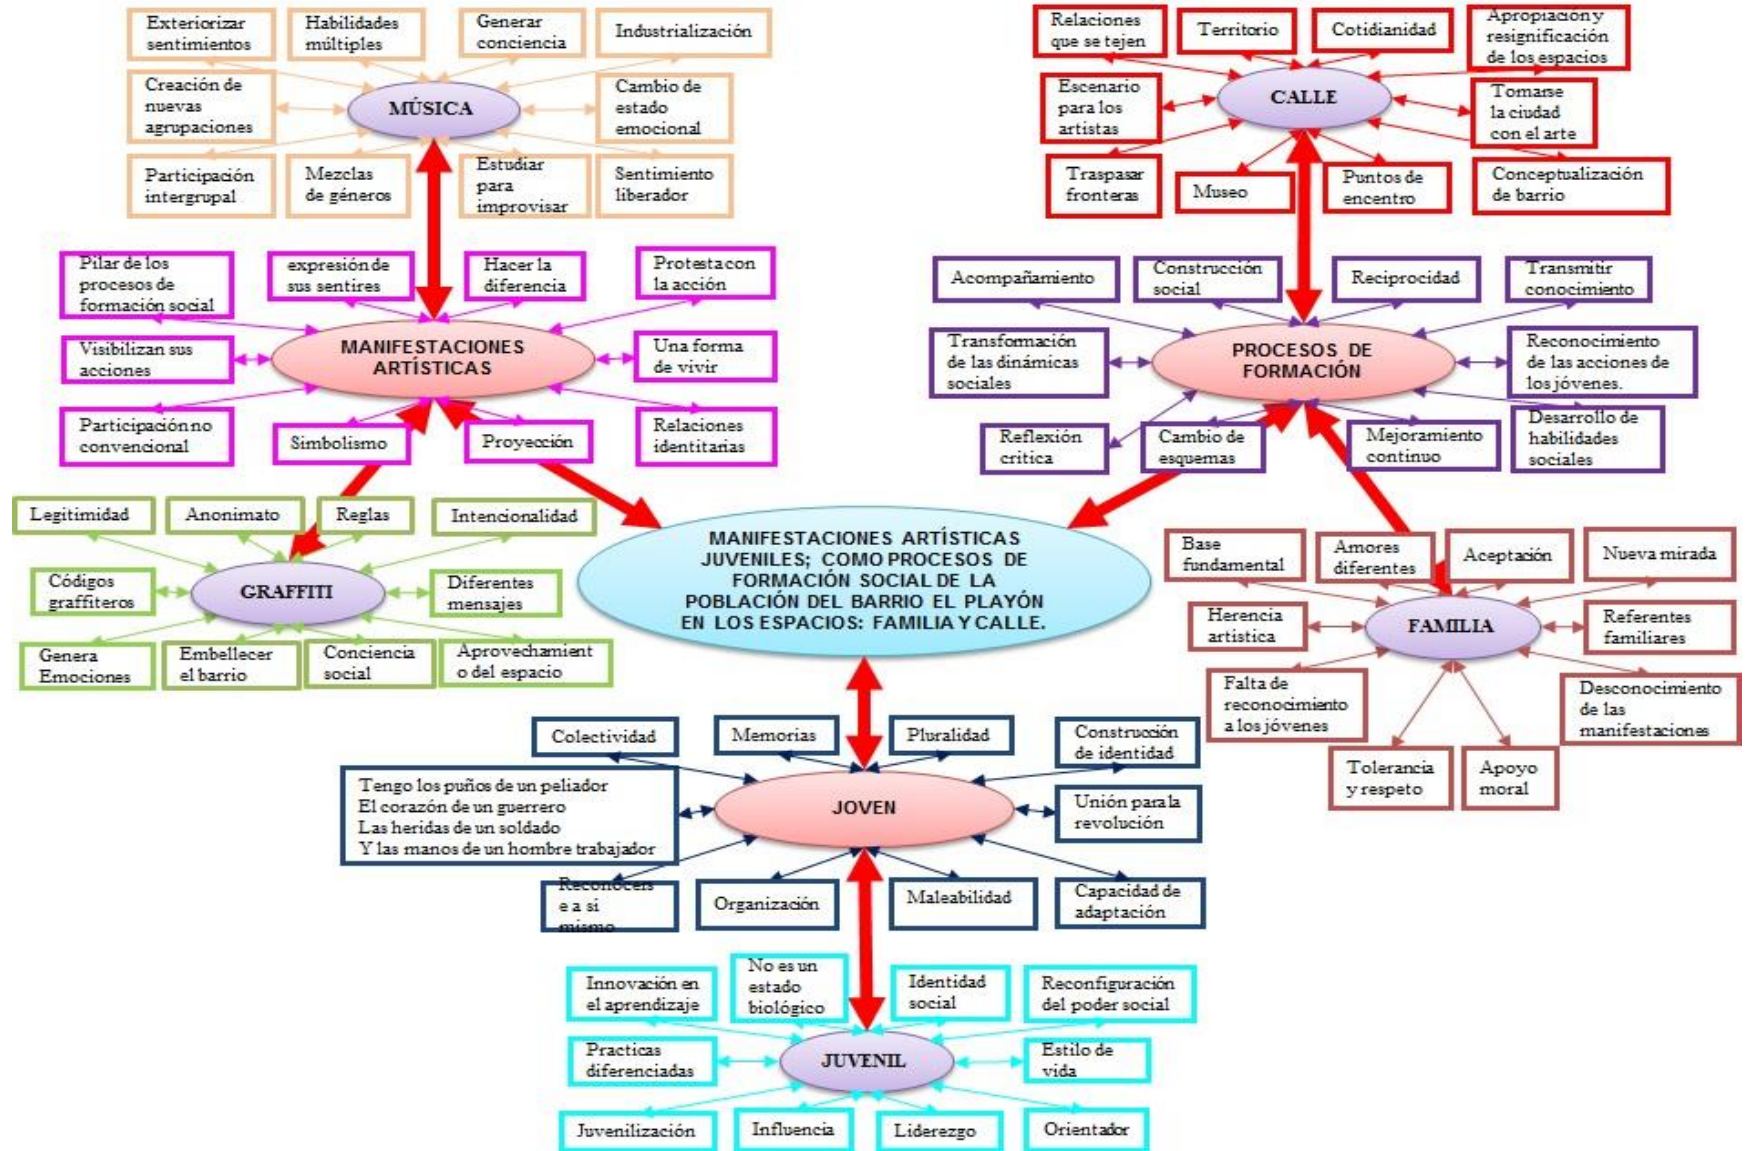 Exteriorizar
sentimientos
Habilidades
múltiples
Generar
conciencia
Industrialización
Creación de
nuevas
agrupaciones
MÚSICA
Cambio de
estado
emocional
Participación
intergrupal
Mezclas
de géneros
Estudiar
para
improvisar
Sentimiento
liberador
Relaciones
que se tejen
Territorio
Cotidianidad
Apropiación y
resignificación
de los espacios
Escenario
para los
artistas
CALLE
Tomarse
la ciudad
con el arte
Traspasar
fronteras
Museo
Puntos de
encentro
Conceptualización
de barrio
Pilar de los
procesos de
formación social
expresión de
sus sentires
Hacer la
diferencia
Protesta con
la acción
Visibilizan sus
acciones
MANIFESTACIONES
ARTÍSTICAS
Una forma
de vivir
Participación no
convencional
Simbolismo
Proyección
Relaciones
identitarias
Acompañamiento
Construcción
social
Reciprocidad
Transmitir
conocimiento
Transformación
de las dinámicas
sociales
PROCESOS DE
FORMACIÓN
Reconocimiento
de las acciones de
los jóvenes.
Reflexión
critica
Cambio de
esquemas
Mejoramiento
continuo
Desarrollo de
habilidades
sociales
Legitimidad
Anonimato
Reglas
Intencionalidad
Códigos
graffiteros
GRAFFITI
Diferentes
mensajes
Genera
Emociones
Embellecer
el barrio
Conciencia
social
Aprovechamient
o del espacio
MANIFESTACIONES ARTÍSTICAS
JUVENILES; COMO PROCESOS DE
FORMACIÓN SOCIAL DE LA
POBLACIÓN DEL BARRIO EL PLAYÓN
EN LOS ESPACIOS: FAMILIA Y CALLE.
Base
fundamental
Amores
diferentes
Aceptación
Nueva mirada
Herencia
artística
FAMILIA
Referentes
familiares
Falta de
reconocimiento
a los jóvenes
Desconocimiento
de las
manifestaciones
Tolerancia
y respeto
Apoyo
moral
Colectividad
Memorias
Pluralidad
Construcción
de identidad
Tengo los puños de un peliador
El corazón de un guerrero
Las heridas de un soldado
Y las manos de un hombre trabajador
JOVEN
Unión para la
revolución
Reconocers
e a sí
mismo
Organización
Maleabilidad
Capacidad de
adaptación
Innovación en
el aprendizaje
No es un
estado
biológico
Identidad
social
Reconfiguración
del poder social
Practicas
diferenciadas
JUVENIL
Estilo de
vida
Juvenilización
Influencia
Liderezgo
Orientador